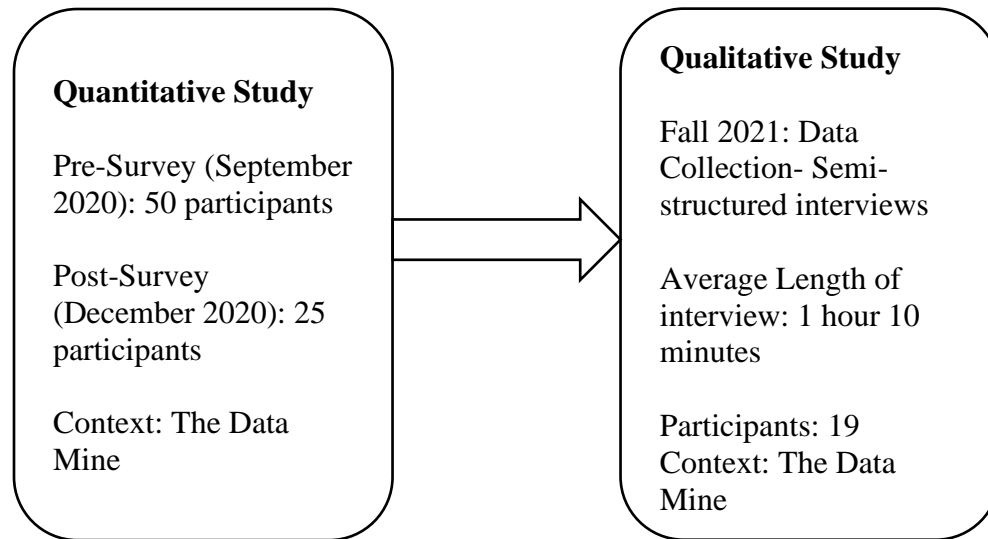 Quantitative Study
Pre-Survey (September
2020): 50 participants
Post-Survey
(December 2020): 25
participants
Context: The Data
Mine
Qualitative Study
Fall 2021: Data
Collection- Semi-
structured interviews
Average Length of
interview: 1 hour 10
minutes
Participants: 19
Context: The Data
Mine